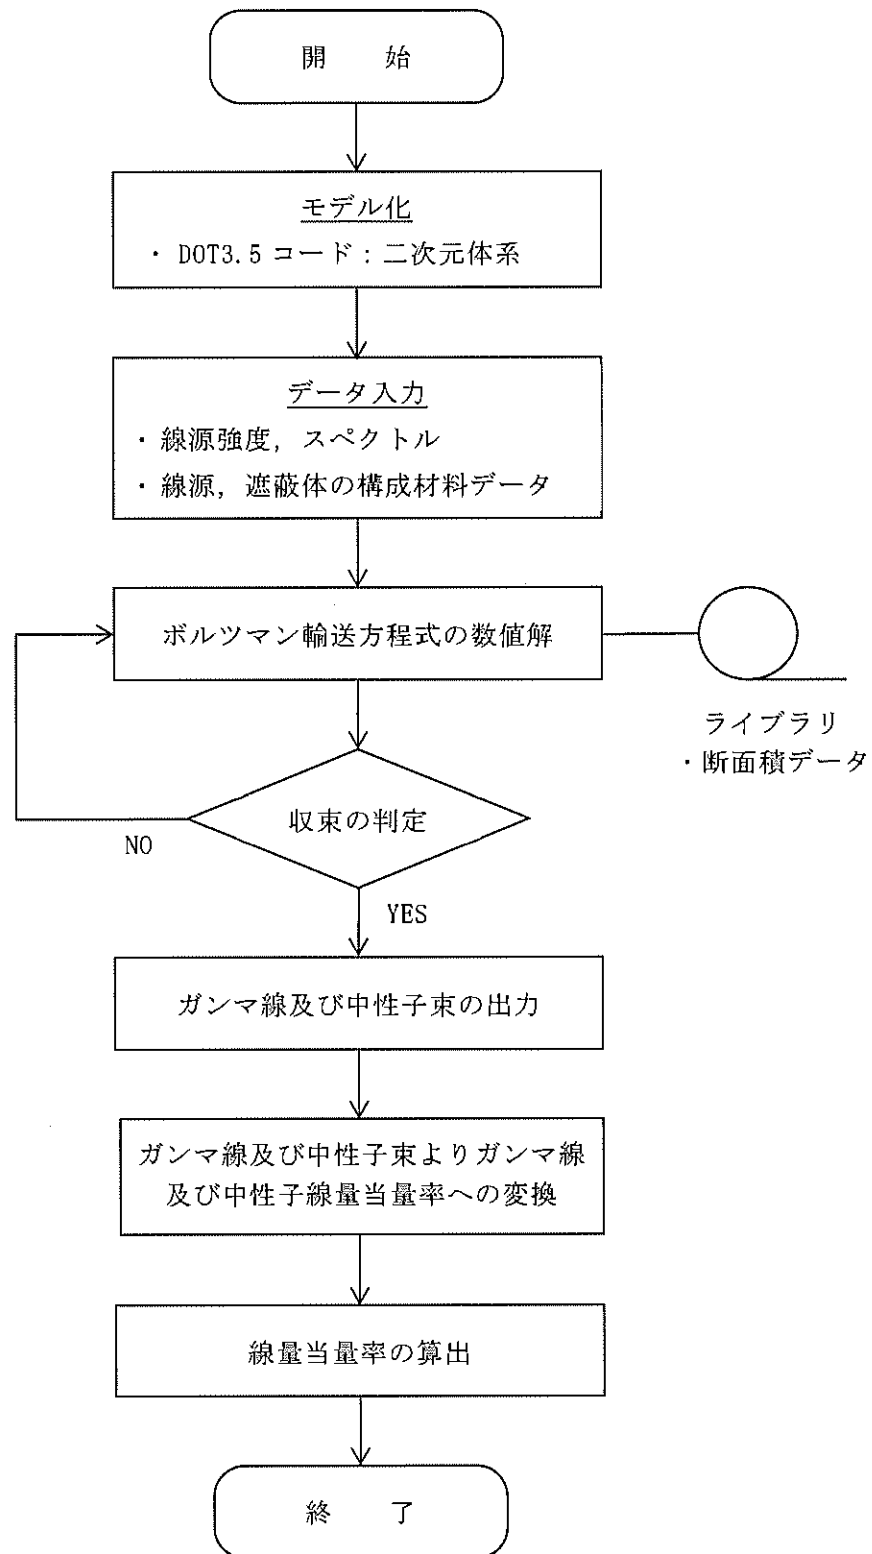 開 始
モデル化
・ DOT3.5 コード:二次元体系
データ入力
・線源強度,スペクトル
・線源,遮蔽体の構成材料データ
ボルツマン輸送方程式の数値解
ライブラリ
・断面積データ
収束の判定
NO
YES
ガンマ線及び中性子束の出力
ガンマ線及び中性子束よりガンマ線
及び中性子線量当量率への変換
線量当量率の算出
終 了